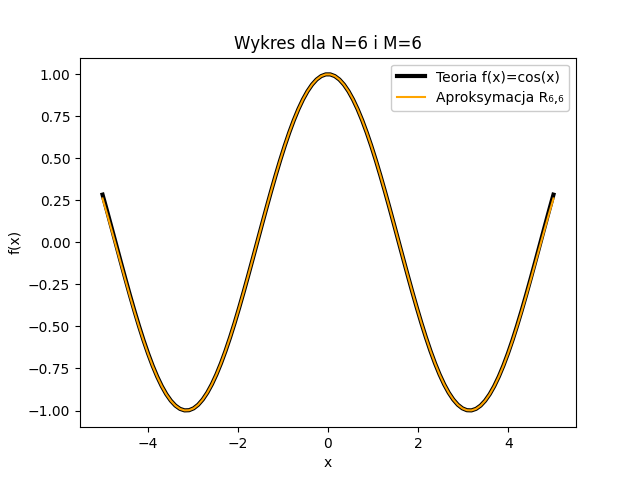 Wykres dla N=6 i M=6
Teoria f(x)=cos(x)
Aproksymacja R₆,₆
f(x)
1.00
0.75
0.50
0.25
0.00
−0.25
−0.50
−0.75
−1.00
−4 −2 0 2 4
x